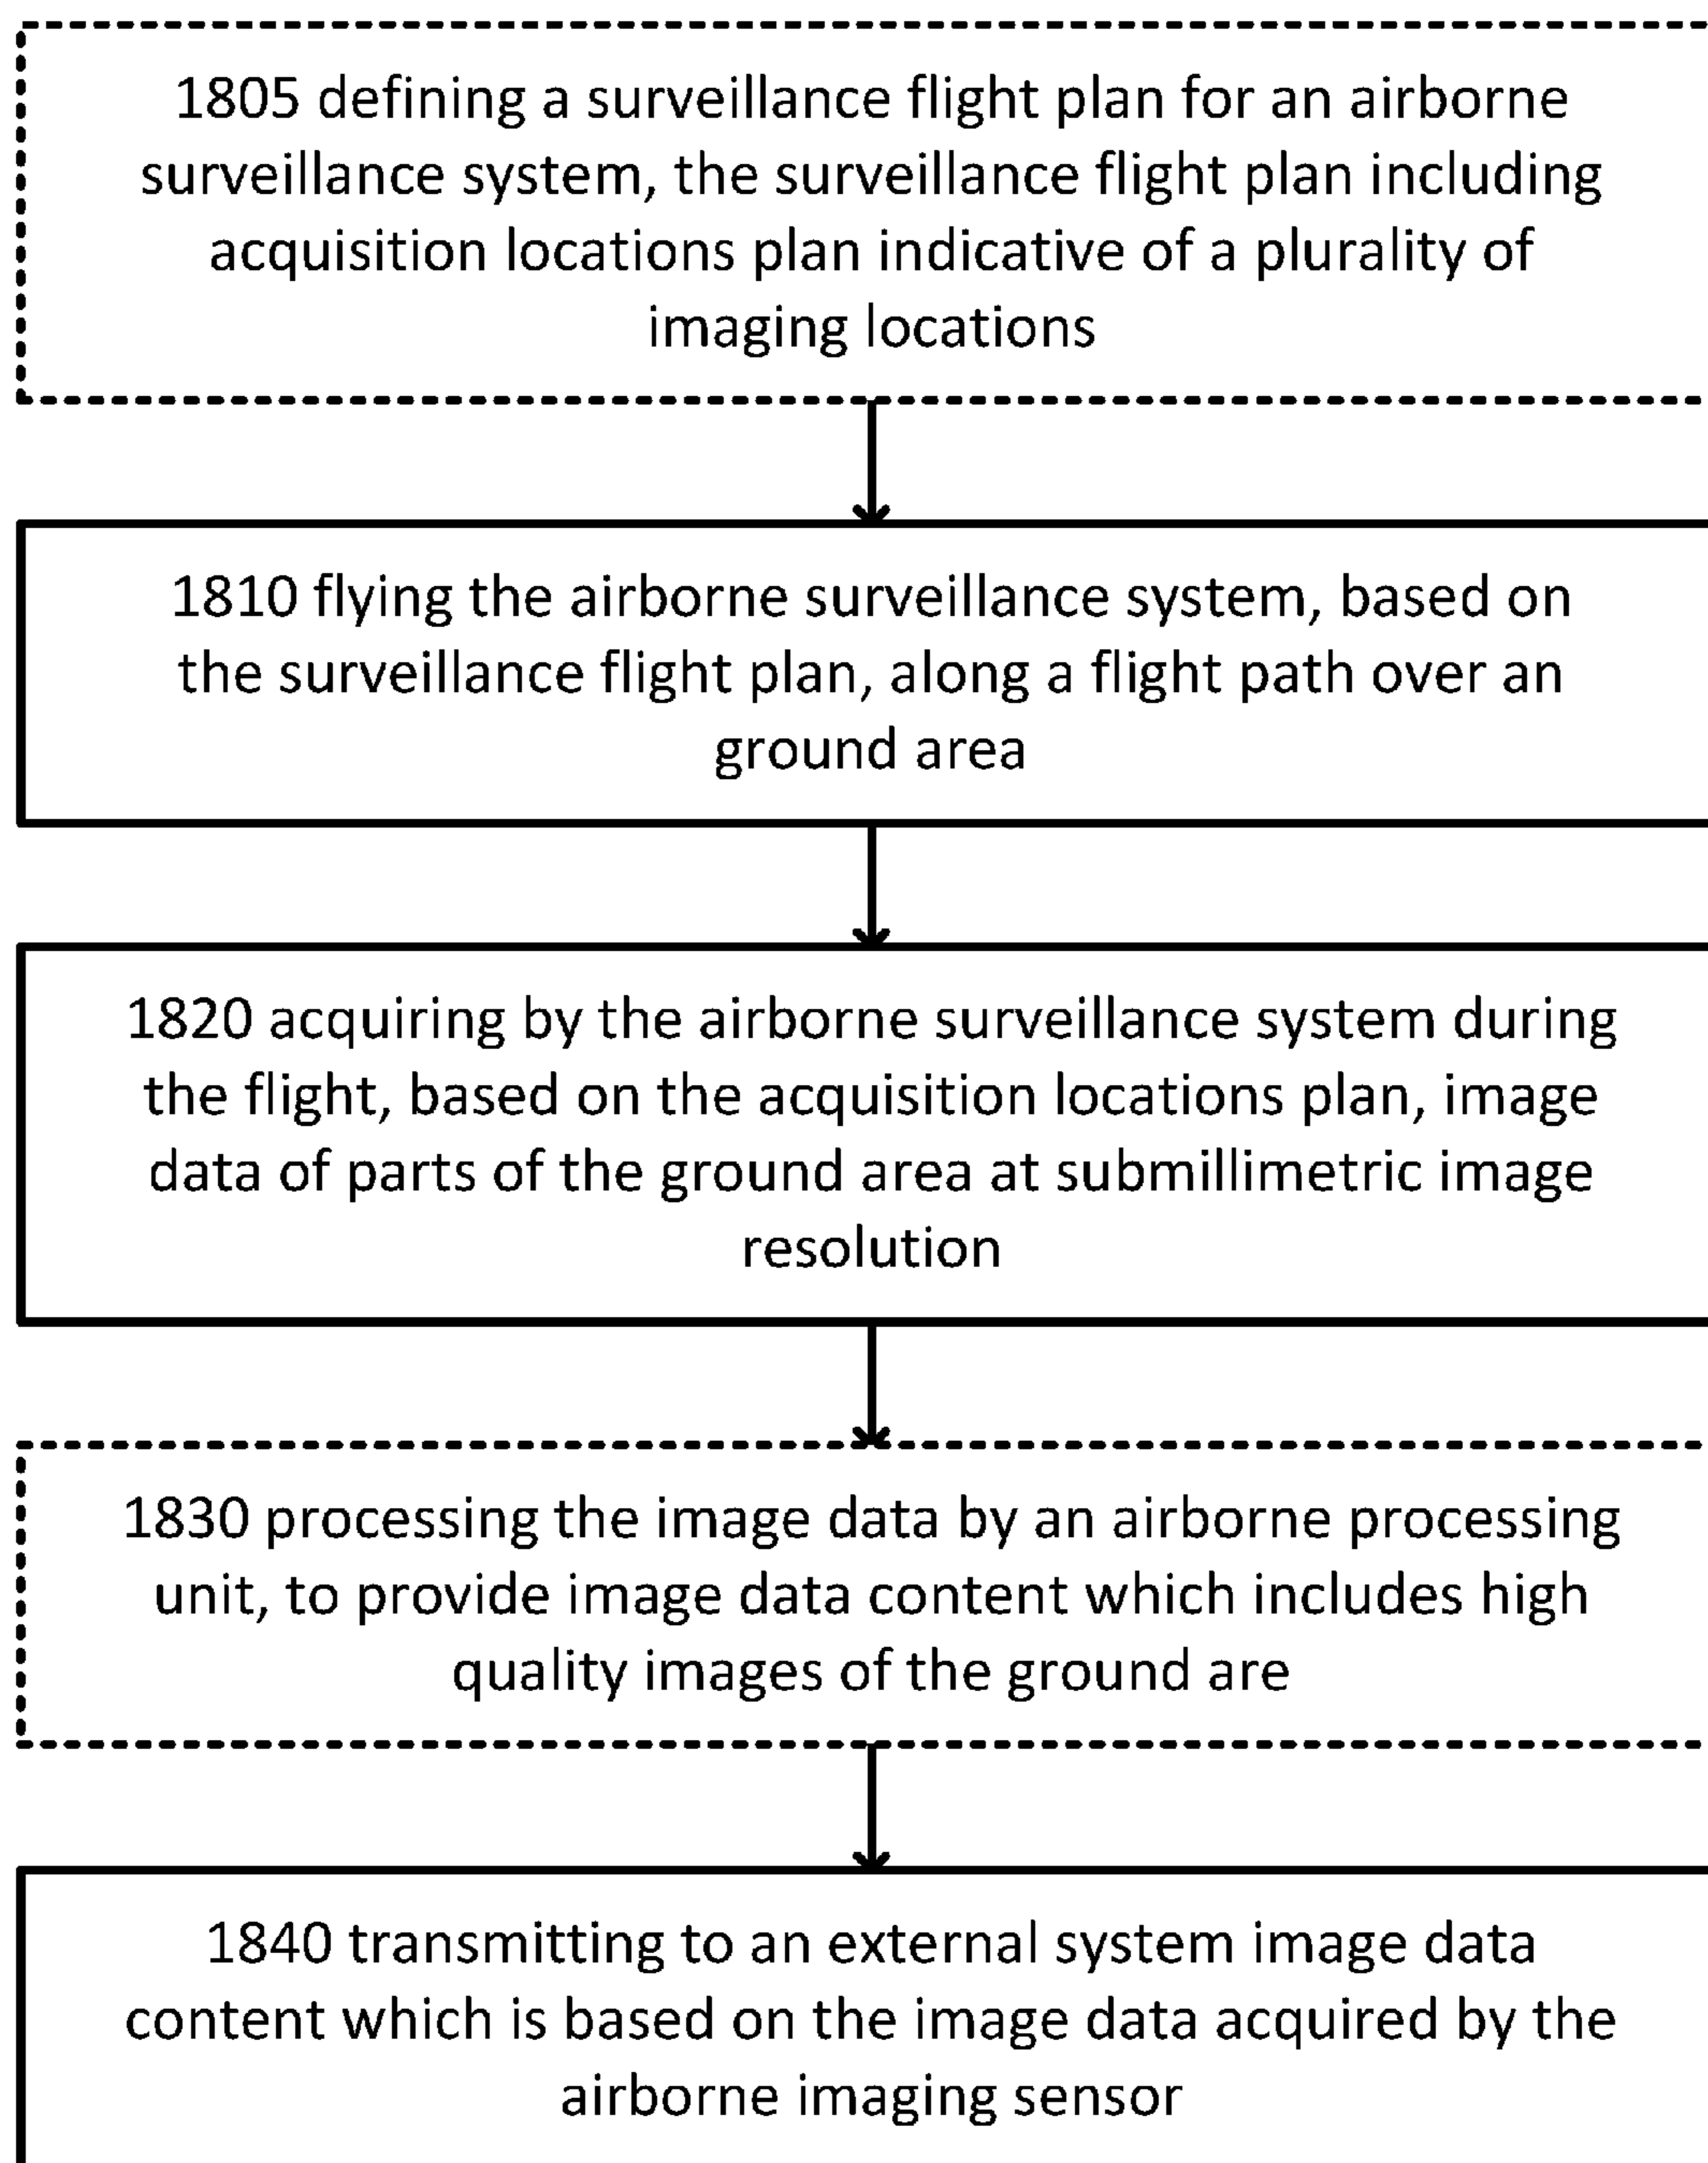 1805 defining a surveillance flight plan for an airborne
surveillance system, the surveillance flight plan including
acquisition locations plan indicative of a plurality of
imaging locations
1810 flying the airborne surveillance system, based on
the surveillance flight plan, along a flight path over an
ground area
1820 acquiring by the airborne surveillance system during
the flight, based on the acquisition locations plan, image
data of parts of the ground area at submillimetric image
resolution
1830 processing the image data by an airborne processing
unit, to provide image data content which includes high
quality images of the ground are
1840 transmitting to an external system image data
content which is based on the image data acquired by the
airborne imaging sensor